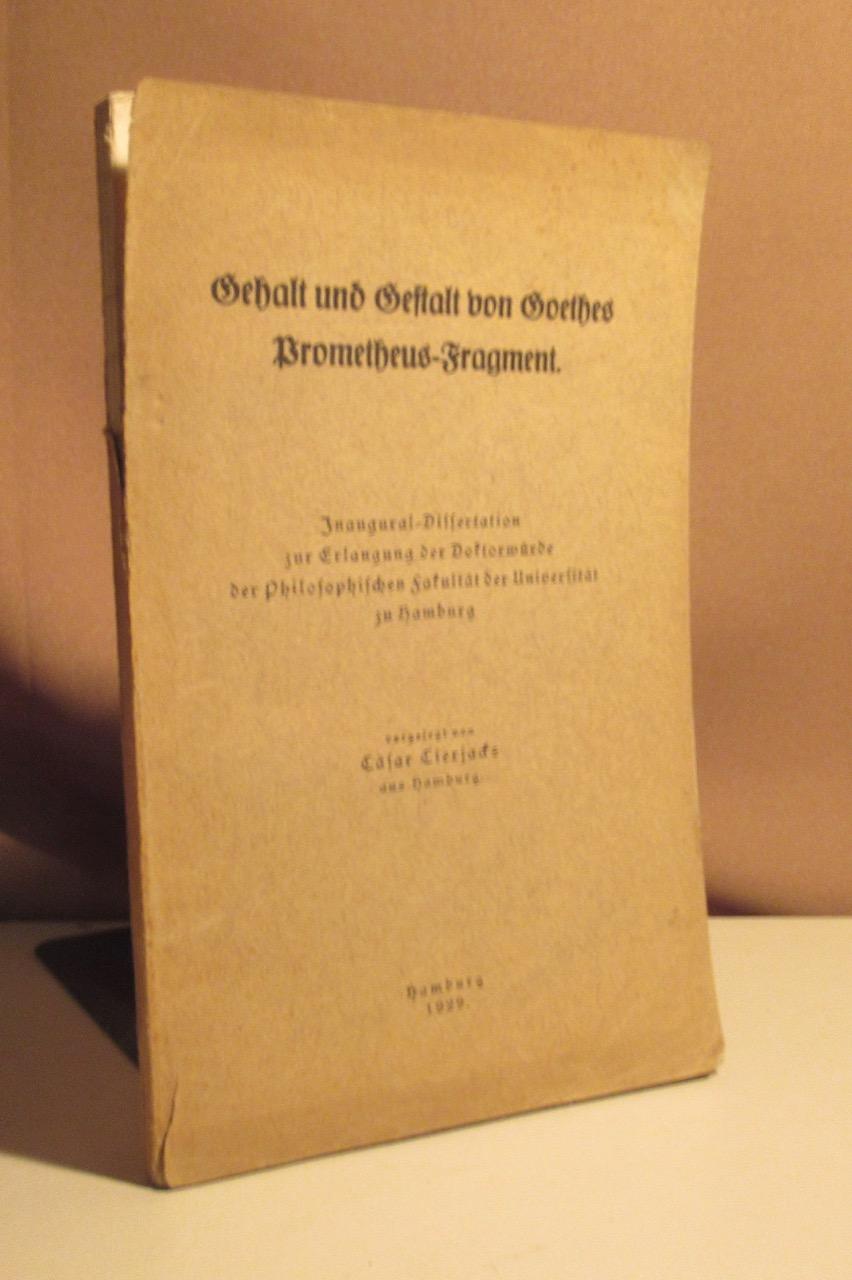 Gehalt und Geſtalt von Goethes
Prometheus-Fragment.
Inaugural-Diſſertation
zur Erlangung der Doktorwürde
der Philoſophiſchen Fakultät der Univerſität
zu Hamburg
vorgelegt von
Cäſar Cierjacks
aus Hamburg.
Hamburg
1929.